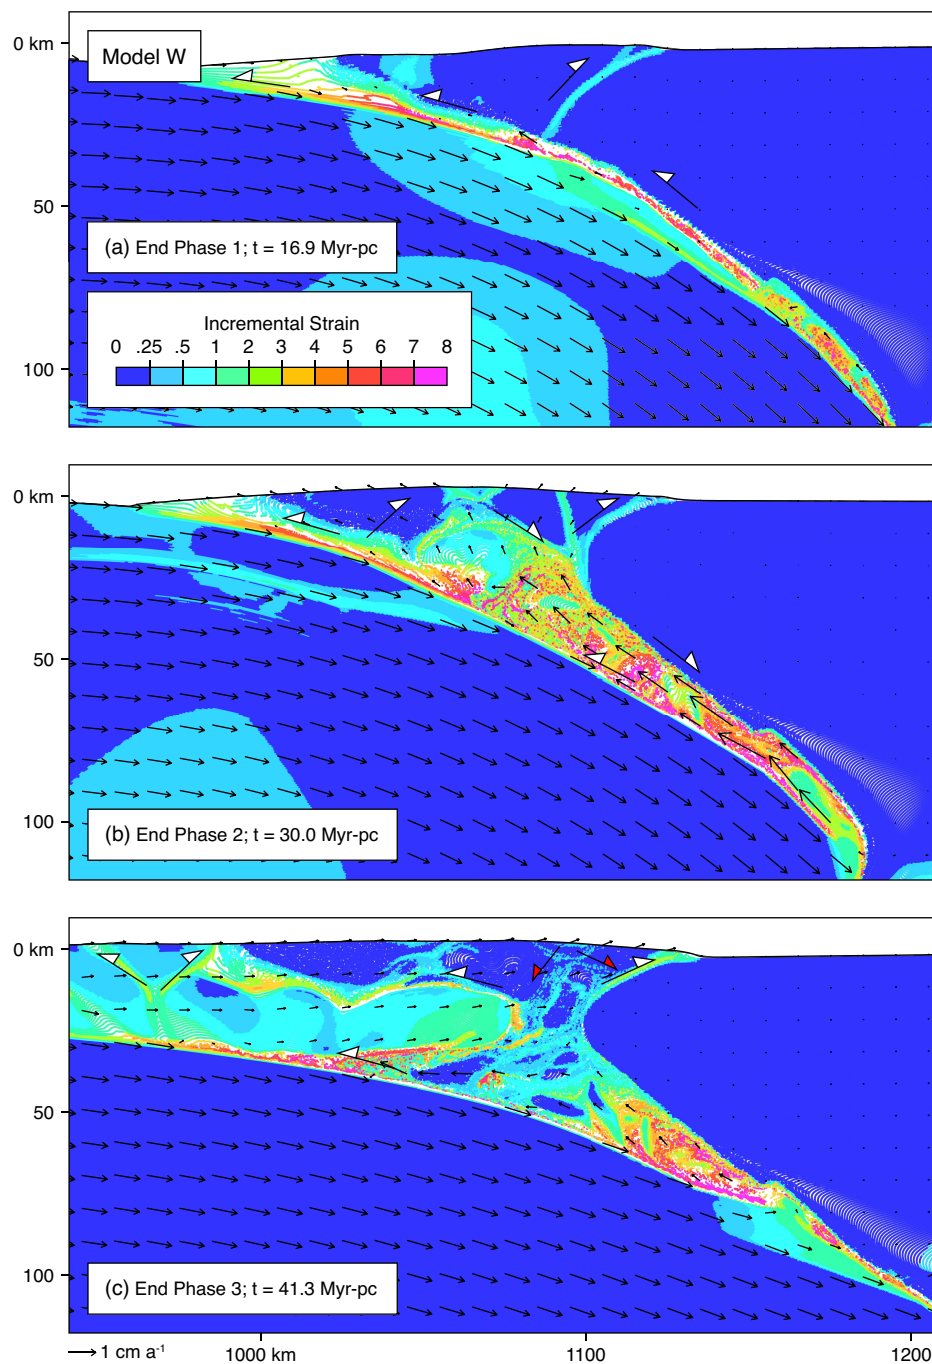 0 km
Model W
50
(a) End Phase 1; t = 16.9 Myr-pc
Incremental Strain
0 .25 .5 1 2 3 4 5 6 7 8
100
0 km
50
100
(b) End Phase 2; t = 30.0 Myr-pc
0 km
50
100
(c) End Phase 3; t = 41.3 Myr-pc
1 cm a⁻¹ 1000 km 1100 1200